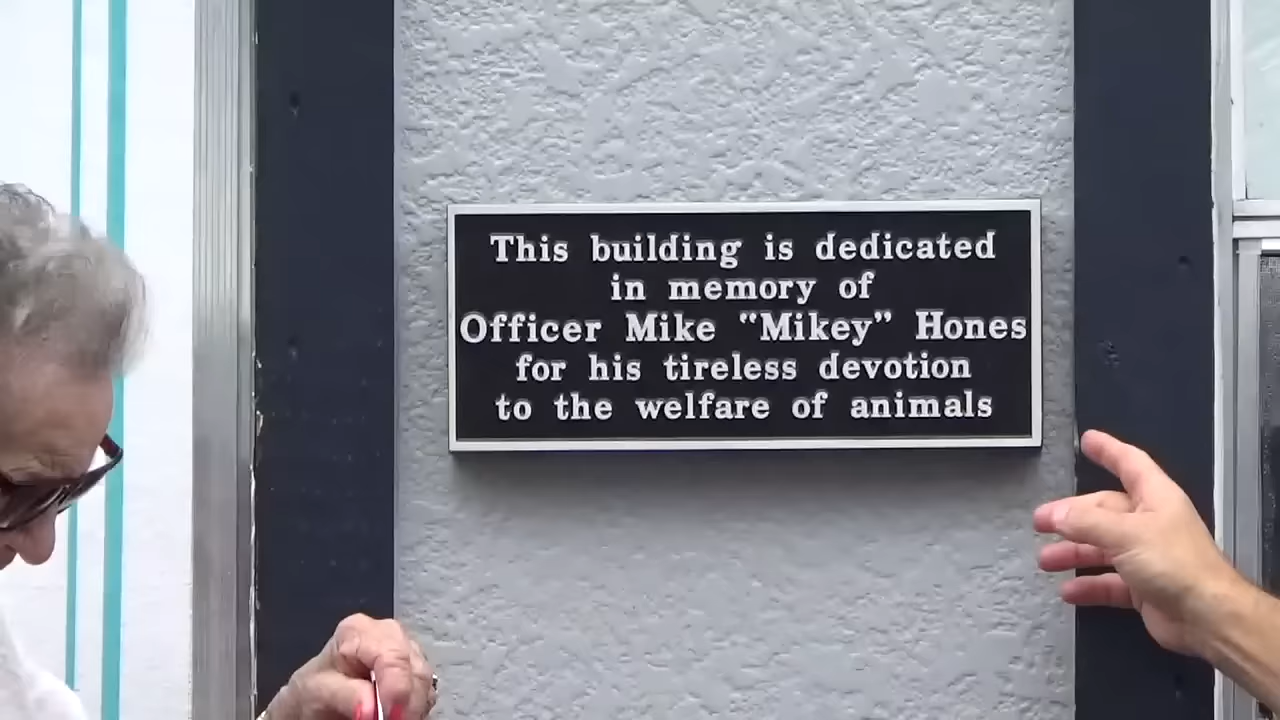 This building is dedicated
in memory of
Officer Mike "Mikey" Hones
for his tireless devotion
to the welfare of animals